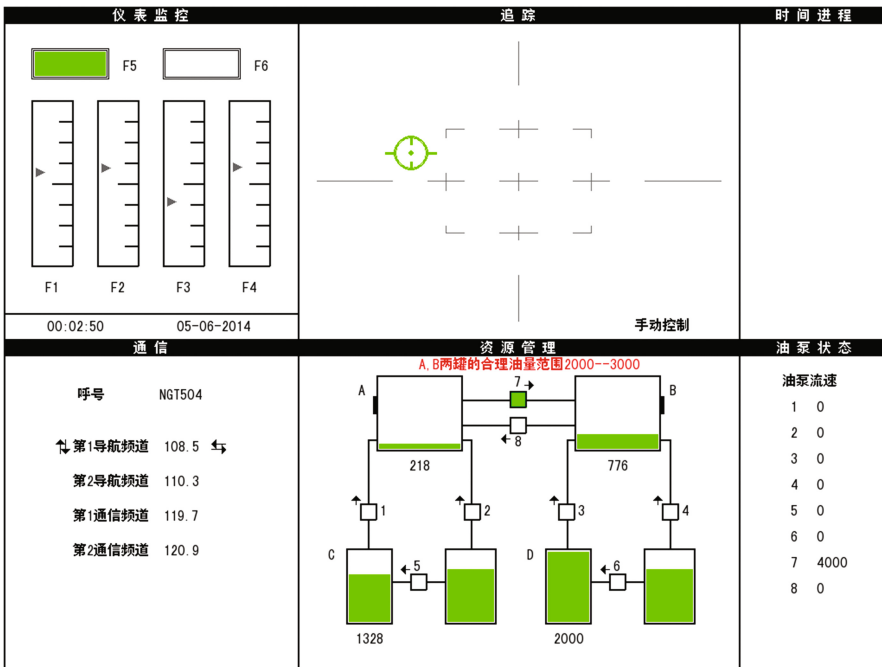 仪表监控
追踪
时间进程
F5
F6
F1
F2
F3
F4
00:02:50
05-06-2014
手动控制
通信
资源管理
油泵状态
呼号 NGT504
第1导航频道 108.5
第2导航频道 110.3
第1通信频道 119.7
第2通信频道 120.9
A,B两罐的合理油量范围2000--3000
A
7
B
8
218
776
1
2
3
4
C
5
D
6
1328
2000
油泵流速
1 0
2 0
3 0
4 0
5 0
6 0
7 4000
8 0